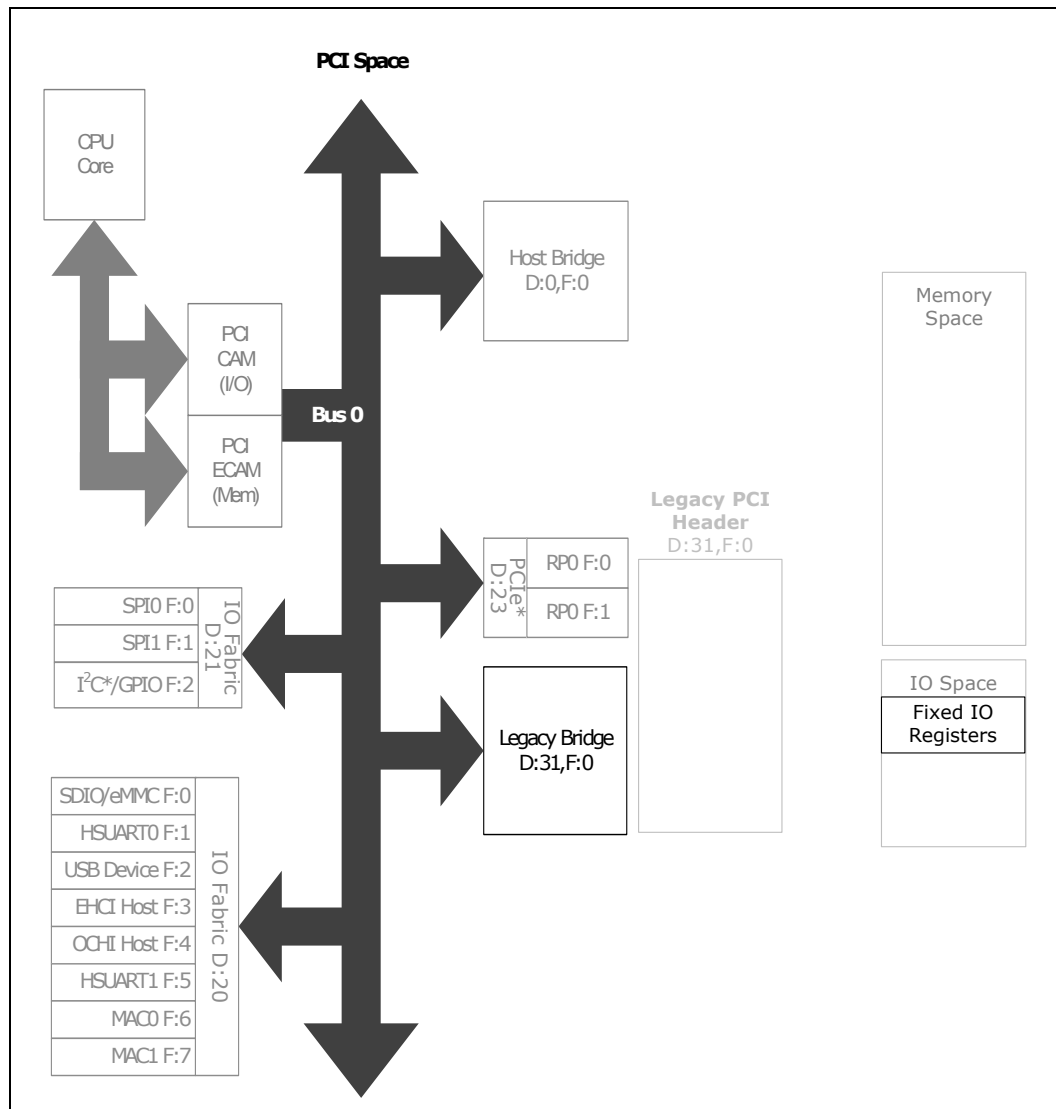 PCI Space
CPU
Core
Host Bridge
D:0,F:0
Memory
Space
PCI
CAM
(I/O)
Bus 0
PCI
ECAM
(Mem)
Legacy PCI
Header
D:31,F:0
PCIe*
D:23
RP0 F:0
RP0 F:1
SPI0 F:0
SPI1 F:1
I²C*/GPIO F:2
IO Fabric
D:21
Legacy Bridge
D:31,F:0
IO Space
Fixed IO
Registers
SDIO/eMMC F:0
HSUART0 F:1
USB Device F:2
EHCI Host F:3
OCHI Host F:4
HSUART1 F:5
MAC0 F:6
MAC1 F:7
IO Fabric D:20